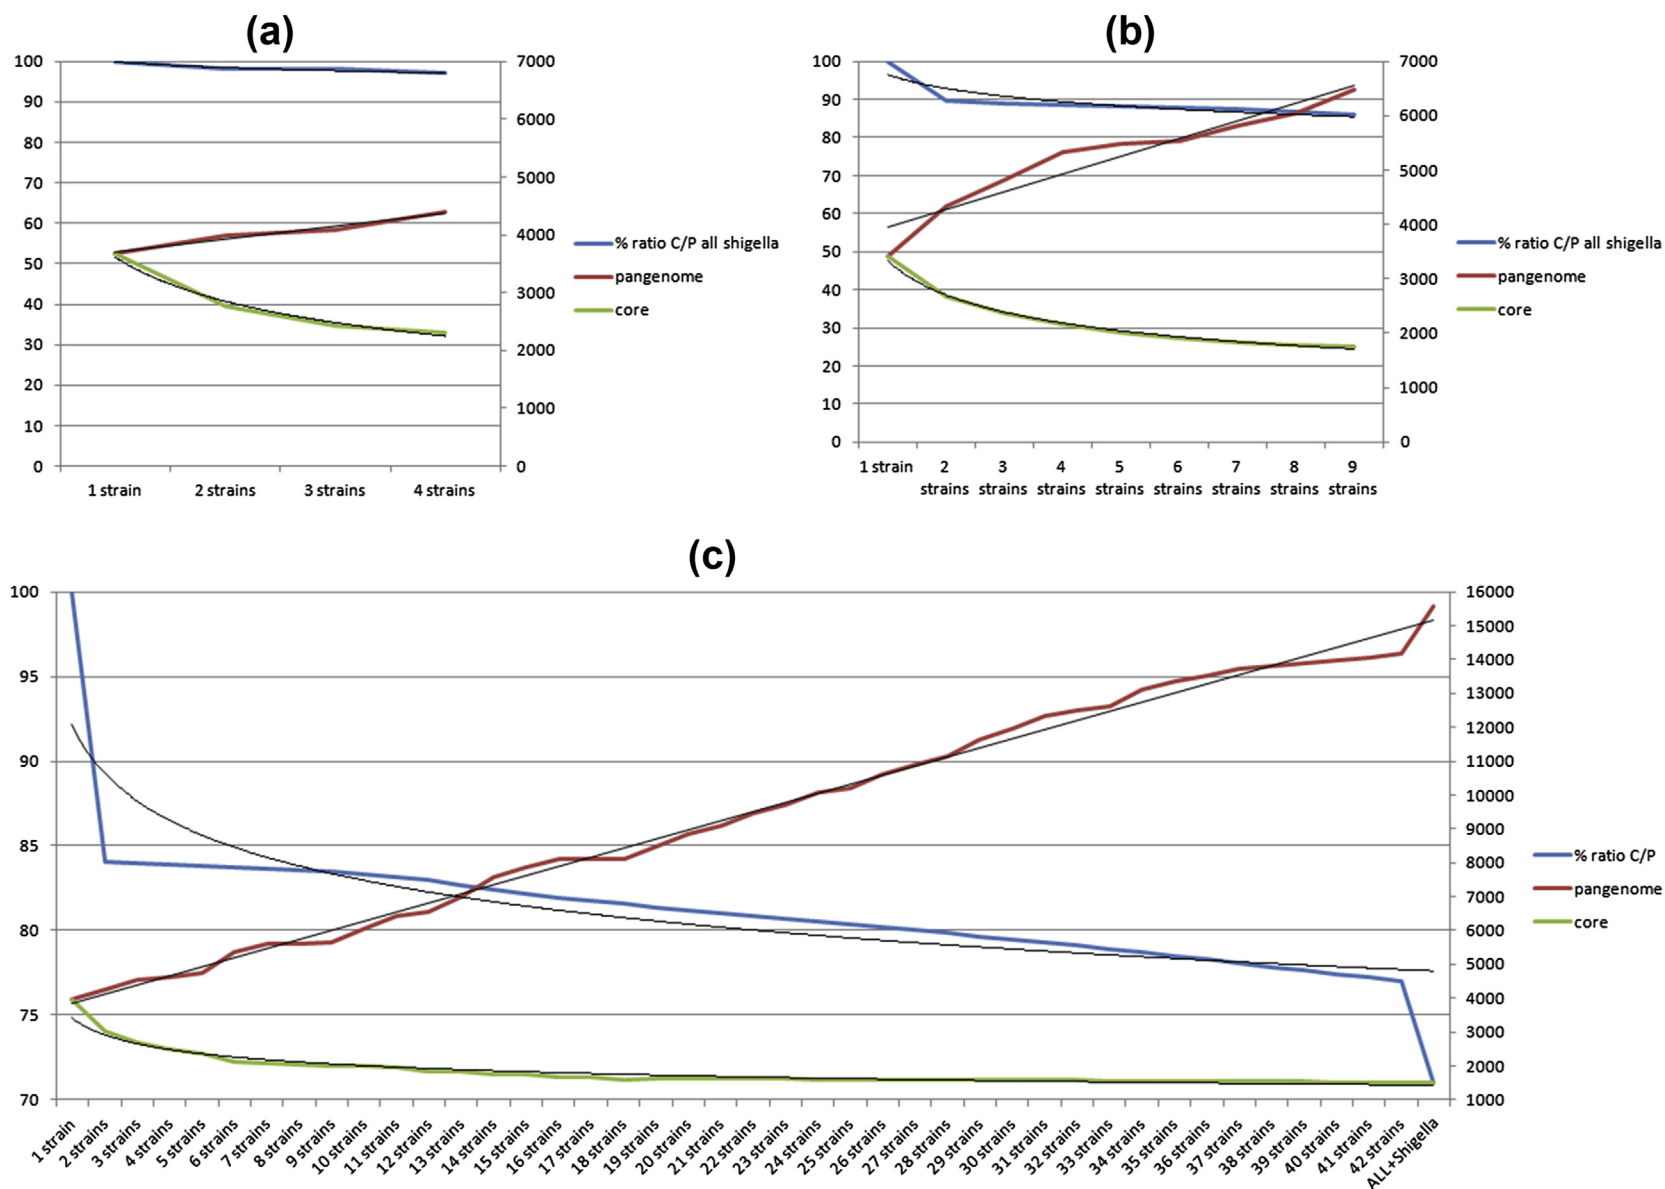 (a)
100
90
80
70
60
50
40
30
20
10
0
7000
6000
5000
4000
3000
2000
1000
0
1 strain
2 strains
3 strains
4 strains
% ratio C/P all shigella
pangenome
core
(b)
100
90
80
70
60
50
40
30
20
10
0
7000
6000
5000
4000
3000
2000
1000
0
1 strain
2 strains
3 strains
4 strains
5 strains
6 strains
7 strains
8 strains
9 strains
% ratio C/P all shigella
pangenome
core
(c)
100
95
90
85
80
75
70
16000
15000
14000
13000
12000
11000
10000
9000
8000
7000
6000
5000
4000
3000
2000
1000
1 strain
2 strains
3 strains
4 strains
5 strains
6 strains
7 strains
8 strains
9 strains
10 strains
11 strains
12 strains
13 strains
14 strains
15 strains
16 strains
17 strains
18 strains
19 strains
20 strains
21 strains
22 strains
23 strains
24 strains
25 strains
26 strains
27 strains
28 strains
29 strains
30 strains
31 strains
32 strains
33 strains
34 strains
35 strains
36 strains
37 strains
38 strains
39 strains
40 strains
41 strains
42 strains
ALL+Shigella
% ratio C/P
pangenome
core